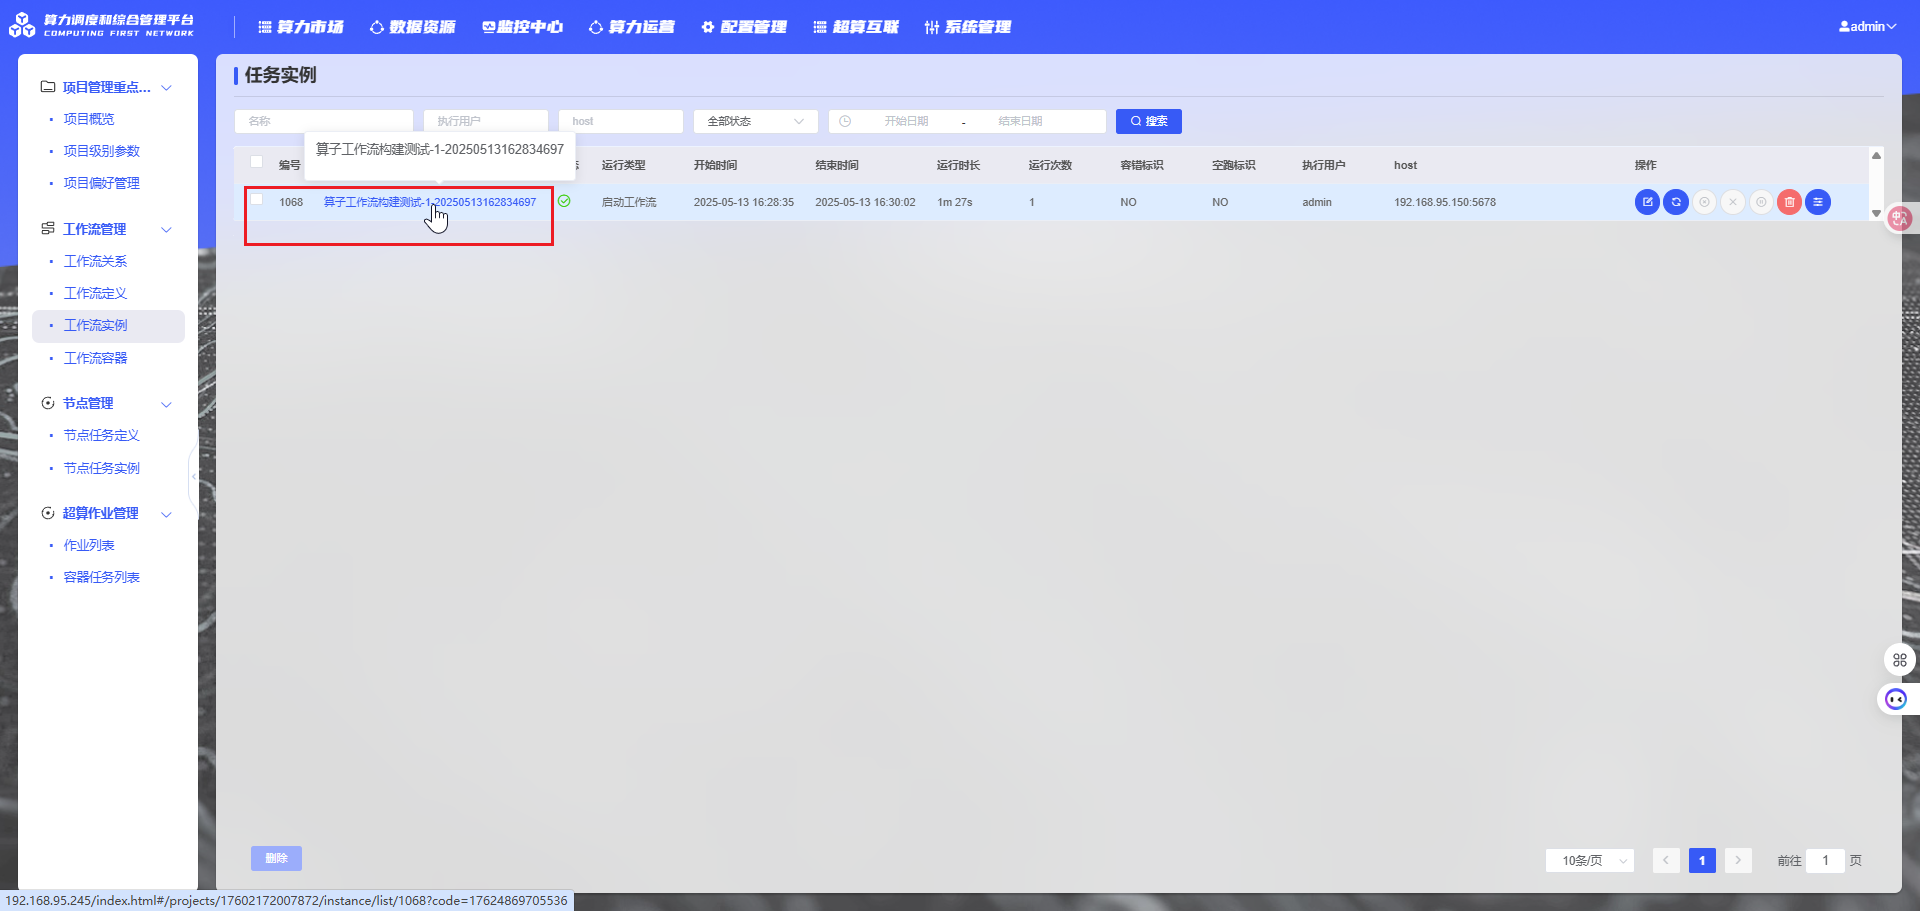 算力调度和综合管理平台
COMPUTING FIRST NETWORK
算力市场
数据资源
监控中心
算力运营
配置管理
超算互联
系统管理
admin
项目管理重点...
项目概览
项目级别参数
项目偏好管理
工作流管理
工作流关系
工作流定义
工作流实例
工作流容器
节点管理
节点任务定义
节点任务实例
超算作业管理
作业列表
容器任务列表
任务实例
名称
执行用户
host
全部状态
开始日期
-
结束日期
搜索
算子工作流构建测试-1-20250513162834697
编号
运行类型
开始时间
结束时间
运行时长
运行次数
容错标识
空跑标识
执行用户
host
操作
1068
算子工作流构建测试-1-20250513162834697
启动工作流
2025-05-13 16:28:35
2025-05-13 16:30:02
1m 27s
1
NO
NO
admin
192.168.95.150:5678
删除
10条/页
1
前往
1
页
192.168.95.245/index.html#/projects/17602172007872/instance/list/1068?code=17624869705536